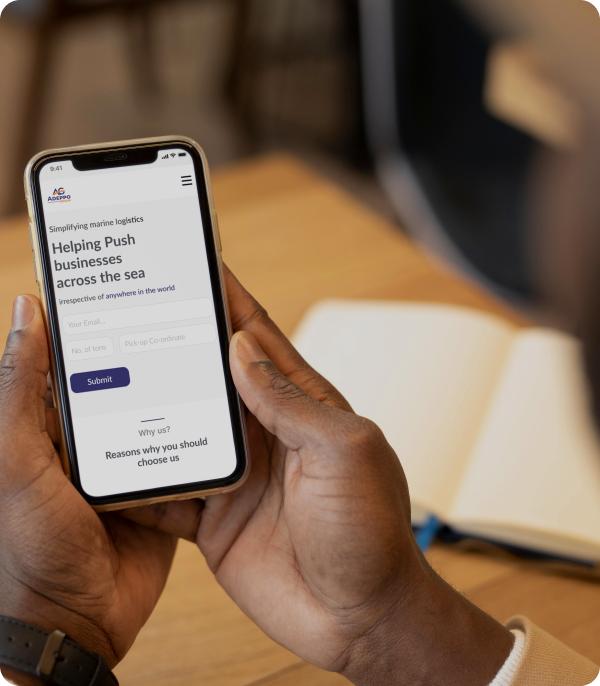 9:41
AG
ADEPPO
Simplifying marine logistics
Helping Push
businesses
across the sea
irrespective of anywhere in the world
Your Email...
No. of tons
Pick-up Co-ordinate
Submit
Why us?
Reasons why you should
choose us